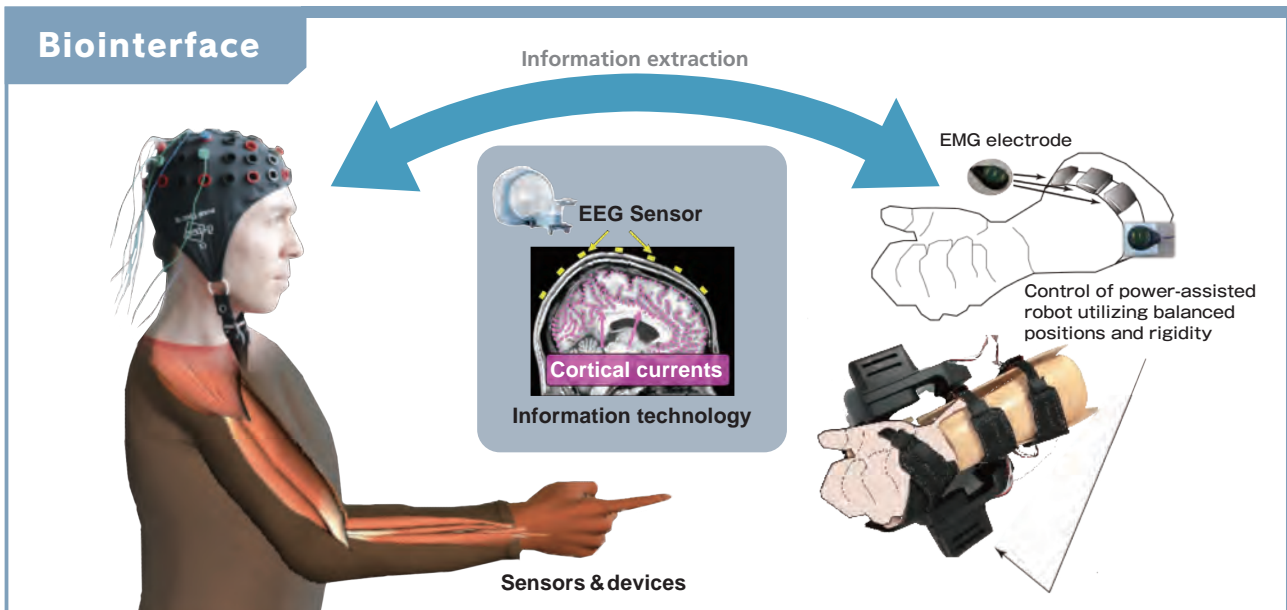 Biointerface
Information extraction
EEG Sensor
Cortical currents
Information technology
EMG electrode
Control of power-assisted
robot utilizing balanced
positions and rigidity
Sensors & devices